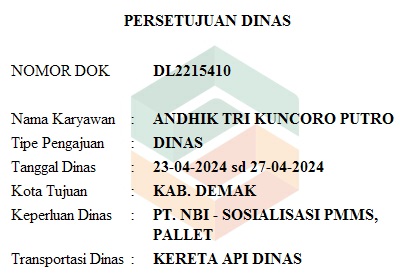 PERSETUJUAN DINAS
NOMOR DOK DL2215410
Nama Karyawan : ANDHIK TRI KUNCORO PUTRO
Tipe Pengajuan : DINAS
Tanggal Dinas : 23-04-2024 sd 27-04-2024
Kota Tujuan : KAB. DEMAK
Keperluan Dinas : PT. NBI - SOSIALISASI PMMS,
PALLET
Transportasi Dinas : KERETA API DINAS